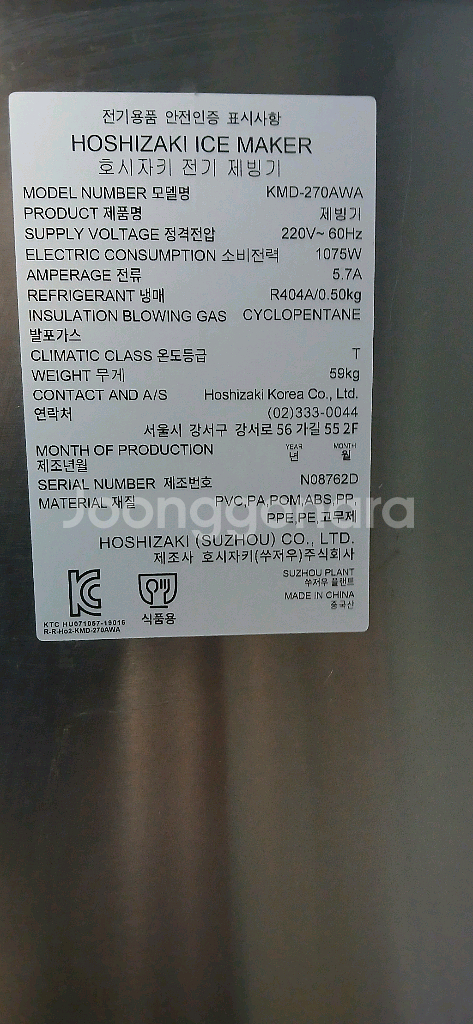 전기용품 안전인증 표시사항
HOSHIZAKI ICE MAKER
호시자키 전기 제빙기
MODEL NUMBER 모델명 KMD-270AWA
PRODUCT 제품명 제빙기
SUPPLY VOLTAGE 정격전압 220V~ 60Hz
ELECTRIC CONSUMPTION 소비전력 1075W
AMPERAGE 전류 5.7A
REFRIGERANT 냉매 R404A/0.50kg
INSULATION BLOWING GAS CYCLOPENTANE
발포가스
CLIMATIC CLASS 온도등급 T
WEIGHT 무게 59kg
CONTACT AND A/S Hoshizaki Korea Co., Ltd.
연락처 (02)333-0044
서울시 강서구 강서로 56 가길 55 2F
MONTH OF PRODUCTION YEAR MONTH
제조년월 년 월
SERIAL NUMBER 제조번호 N08762D
MATERIAL 재질 PVC,PA,POM,ABS,PP,
PPE,PE,고무제
Joonggonara
HOSHIZAKI (SUZHOU) CO., LTD.
제조사 호시자키(쑤저우)주식회사
SUZHOU PLANT
쑤저우 플랜트
MADE IN CHINA
중국산
식품용
KTC HU071057-19016
R-R-Ho2-KMD-270AWA